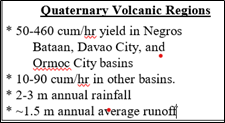 Quaternary Volcanic Regions
* 50-460 cum/hr yield in Negros
Bataan, Davao City, and
Ormoc City basins
* 10-90 cum/hr in other basins.
* 2-3 m annual rainfall
* ~1.5 m annual average runoff